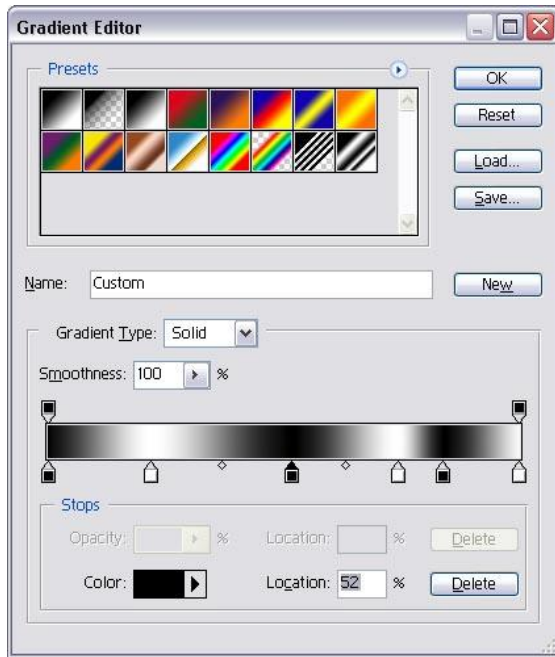 Gradient Editor
Presets
OK
Reset
Load...
Save...
Name: Custom
New
Gradient Type: Solid
Smoothness: 100 %
Stops
Opacity: % Location: % Delete
Color: Location: 52 % Delete